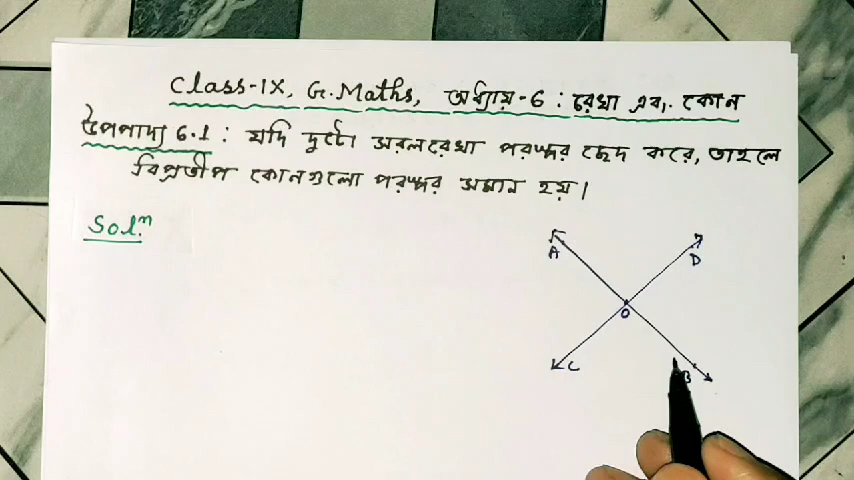 Class-IX, G. Maths, অধ্যায়-6 : রেখা এবং কোন
উপপাদ্য 6.1 : যদি দুটো সরলরেখা পরস্পর ছেদ করে, তাহলে
বিপ্রতীপ কোনগুলো পরস্পর সমান হয়।
Solⁿ.
A
D
O
C
B